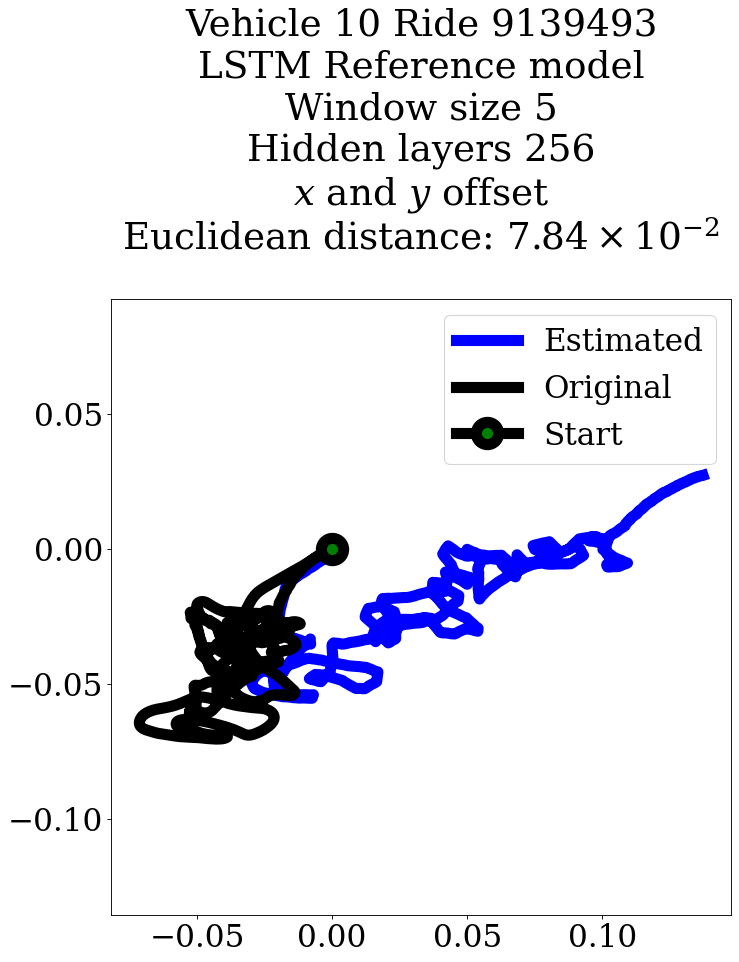 Vehicle 10 Ride 9139493
LSTM Reference model
Window size 5
Hidden layers 256
x and y offset
Euclidean distance: 7.84 × 10⁻²
Estimated
Original
Start
0.05
0.00
−0.05
−0.10
−0.05 0.00 0.05 0.10